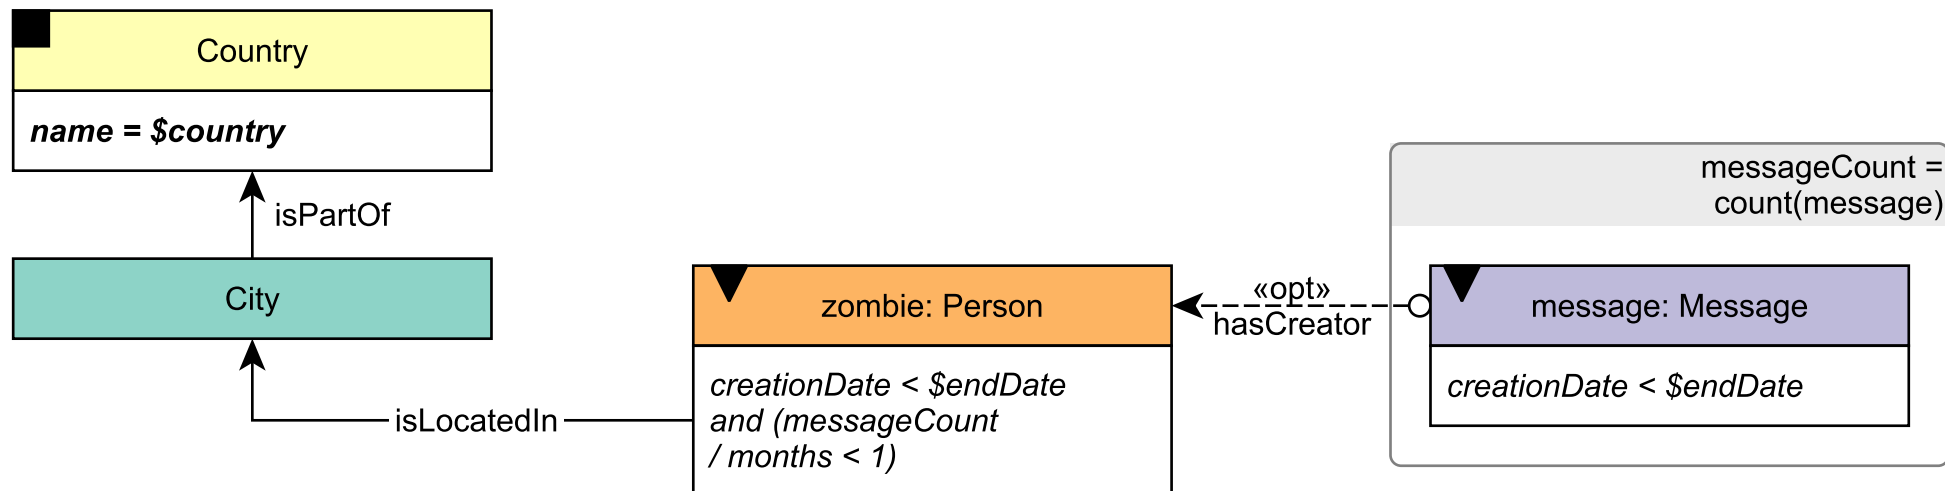 Country
name = $country
isPartOf
City
isLocatedIn
zombie: Person
creationDate < $endDate
and (messageCount
/ months < 1)
«opt»
hasCreator
messageCount =
count(message)
message: Message
creationDate < $endDate